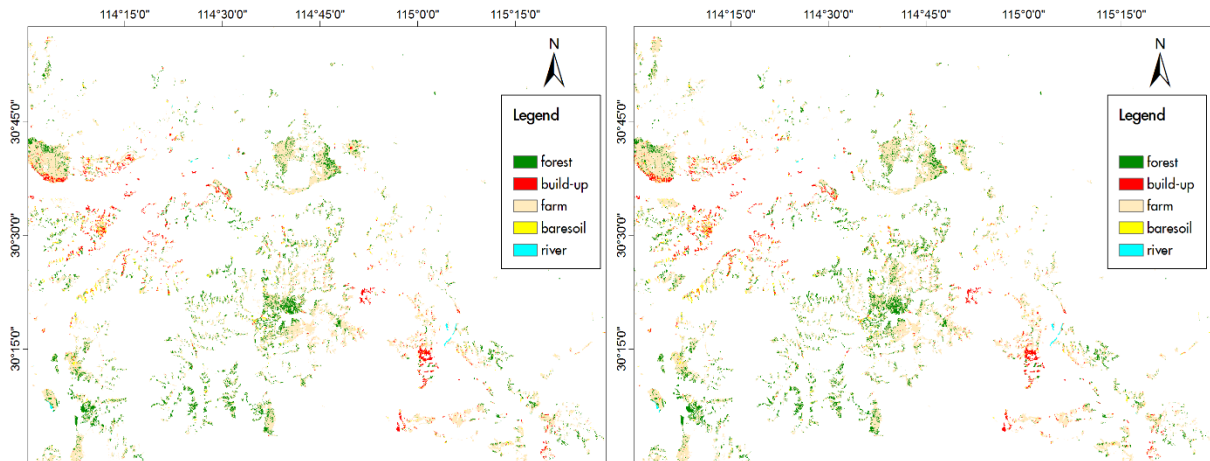 114°15'0" 114°30'0" 114°45'0" 115°0'0" 115°15'0"
30°45'0"
30°30'0"
30°15'0"
N
Legend
forest
build-up
farm
baresoil
river
114°15'0" 114°30'0" 114°45'0" 115°0'0" 115°15'0"
30°45'0"
30°30'0"
30°15'0"
N
Legend
forest
build-up
farm
baresoil
river